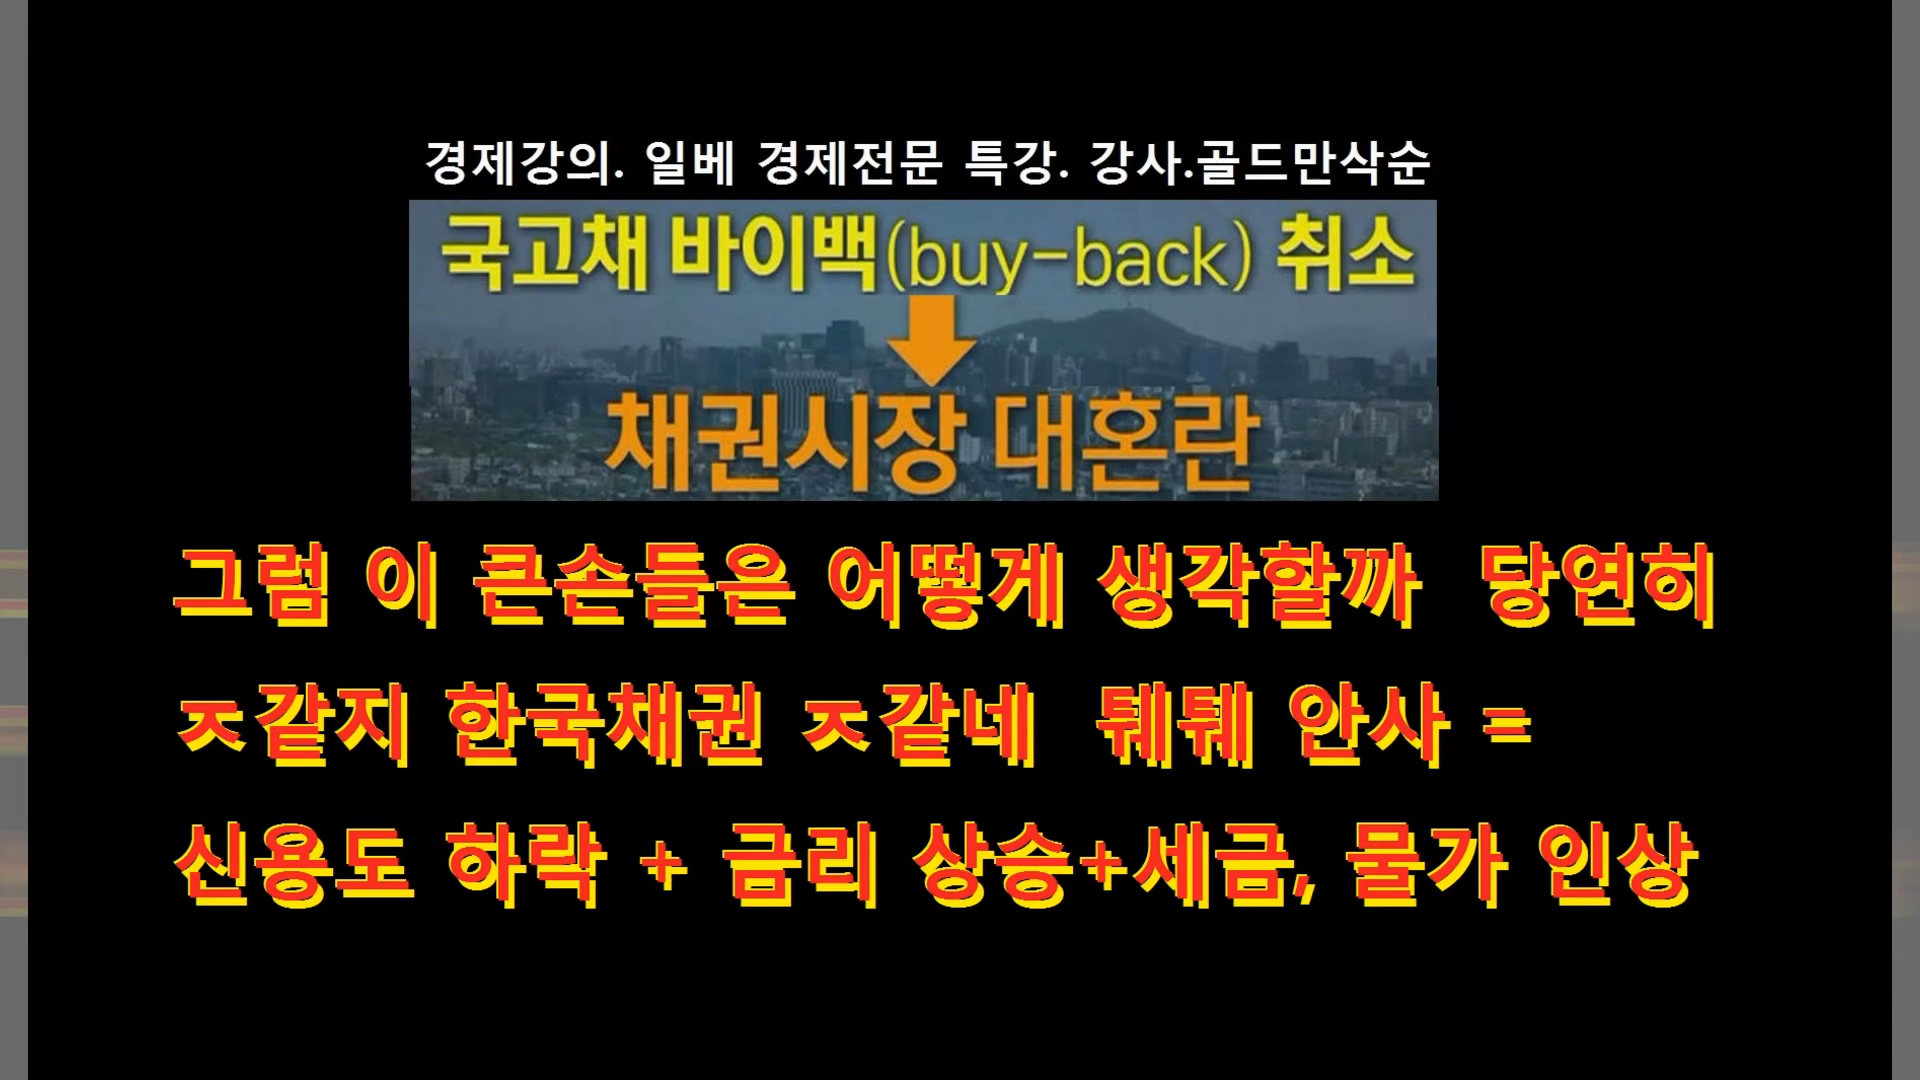 경제강의. 일베 경제전문 특강. 강사.골드만삭순
국고채 바이백(buy-back) 취소
채권시장 대혼란
그럼 이 큰손들은 어떻게 생각할까 당연히
ㅈ같지 한국채권 ㅈ같네 퉤퉤 안사 =
신용도 하락 + 금리 상승+세금, 물가 인상